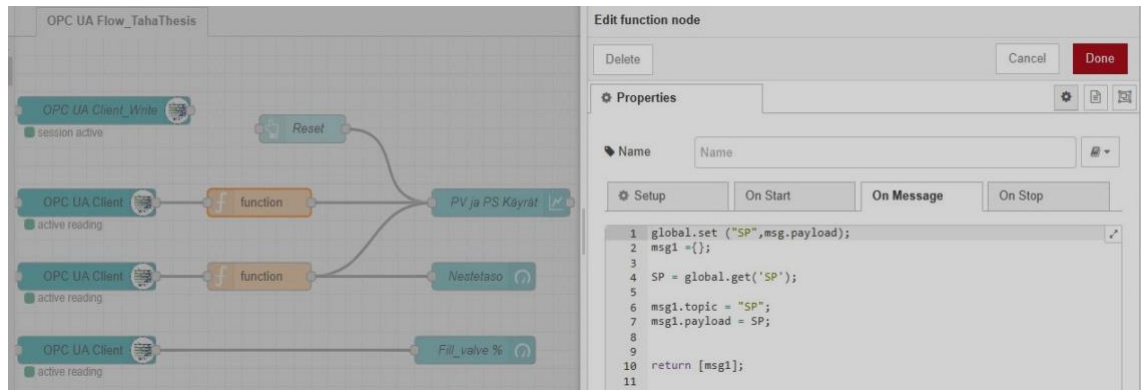 OPC UA Flow_TahaThesis
OPC UA Client_Write
session active
Reset
OPC UA Client
function
PV ja PS Käyrät
active reading
OPC UA Client
function
Nestetaso
active reading
OPC UA Client
Fill_valve %
active reading
Edit function node
Delete
Cancel
Done
Properties
Name
Name
Setup
On Start
On Message
On Stop
1 global.set ("SP",msg.payload);
2 msg1 ={};
3
4 SP = global.get('SP');
5
6 msg1.topic = "SP";
7 msg1.payload = SP;
8
9
10 return [msg1];
11